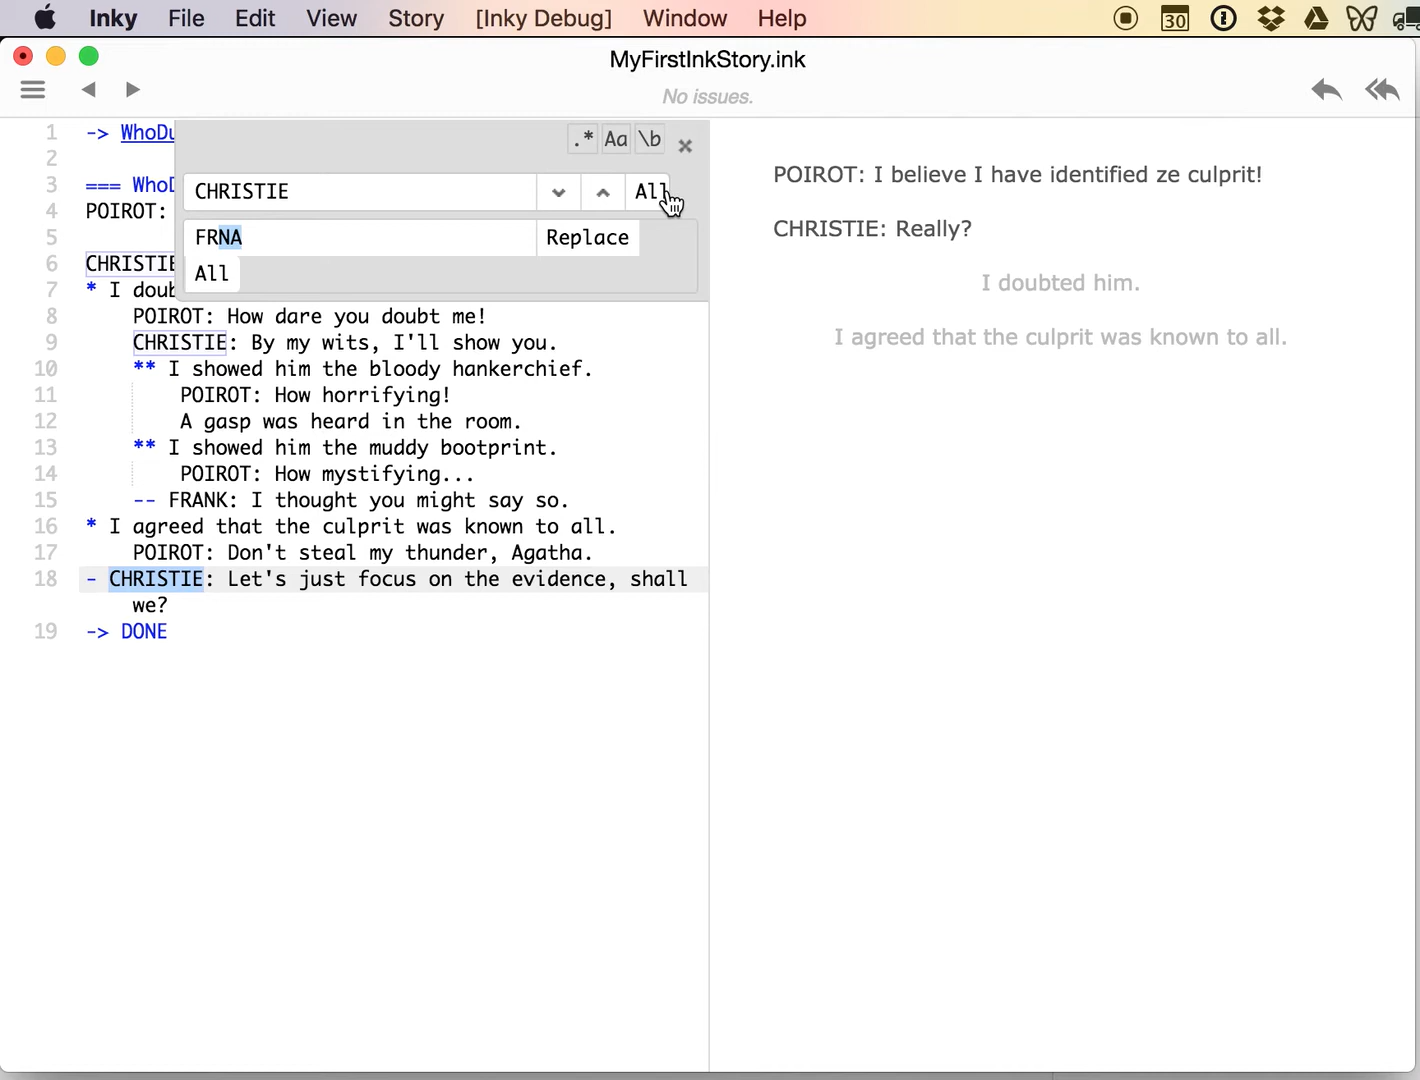 Inky File Edit View Story [Inky Debug] Window Help 30
MyFirstInkStory.ink
No issues.
1 -> WhoDu
2
3 === WhoD
4 POIROT:
5
6 CHRISTIE
7 * I doub
.* Aa \b ×
CHRISTIE All
FRNA Replace
All
8 POIROT: How dare you doubt me!
9 CHRISTIE: By my wits, I'll show you.
10 ** I showed him the bloody hankerchief.
11 POIROT: How horrifying!
12 A gasp was heard in the room.
13 ** I showed him the muddy bootprint.
14 POIROT: How mystifying...
15 -- FRANK: I thought you might say so.
16 * I agreed that the culprit was known to all.
17 POIROT: Don't steal my thunder, Agatha.
18 - CHRISTIE: Let's just focus on the evidence, shall
we?
19 -> DONE
POIROT: I believe I have identified ze culprit!
CHRISTIE: Really?
I doubted him.
I agreed that the culprit was known to all.